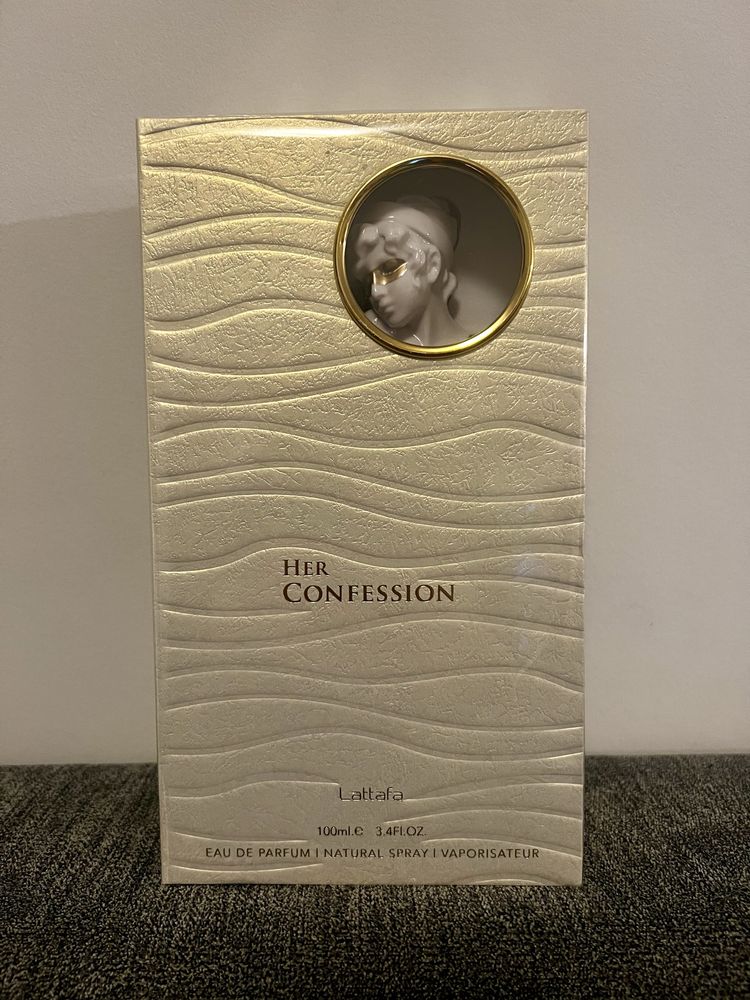 HER
CONFESSION
Lattafa
100ml.e 3.4Fl.OZ.
EAU DE PARFUM | NATURAL SPRAY | VAPORISATEUR